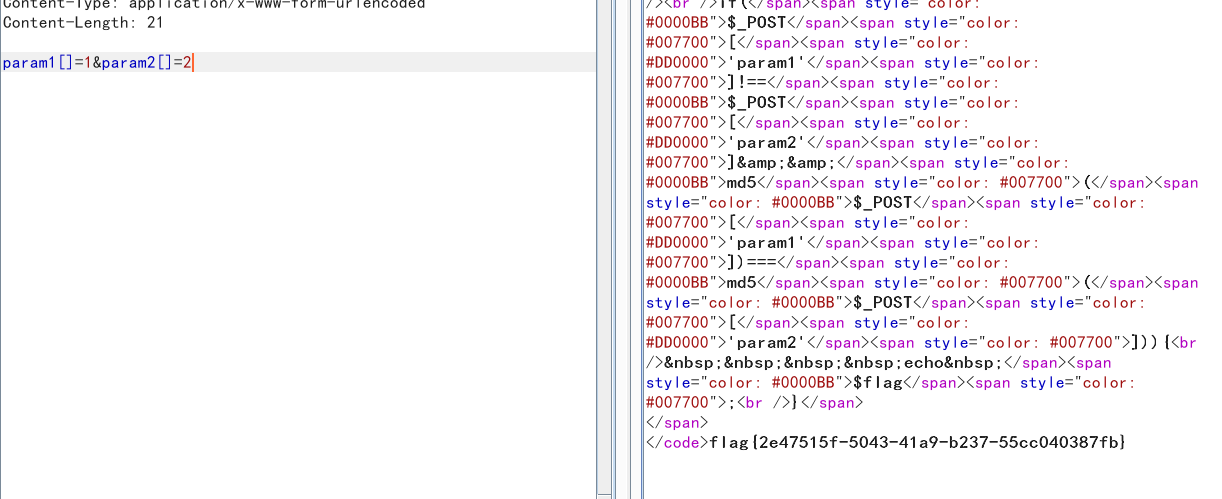 Content-Type: application/x-www-form-urlencoded
Content-Length: 21
param1[]=1&param2[]=2
/><br />if(</span><span style="color:
#0000BB">$_POST</span><span style="color:
#007700">[</span><span style="color:
#DD0000">'param1'</span><span style="color:
#007700">]!==</span><span style="color:
#0000BB">$_POST</span><span style="color:
#007700">[</span><span style="color:
#DD0000">'param2'</span><span style="color:
#007700">]&amp;&amp;</span><span style="color:
#0000BB">md5</span><span style="color: #007700">(</span><span
style="color: #0000BB">$_POST</span><span style="color:
#007700">[</span><span style="color:
#DD0000">'param1'</span><span style="color:
#007700">])===</span><span style="color:
#0000BB">md5</span><span style="color: #007700">(</span><span
style="color: #0000BB">$_POST</span><span style="color:
#007700">[</span><span style="color:
#DD0000">'param2'</span><span style="color: #007700">])){<br
/>&nbsp;&nbsp;&nbsp;&nbsp;echo&nbsp;</span><span
style="color: #0000BB">$flag</span><span style="color:
#007700">;<br />}</span>
</span>
</code>flag{2e47515f-5043-41a9-b237-55cc040387fb}